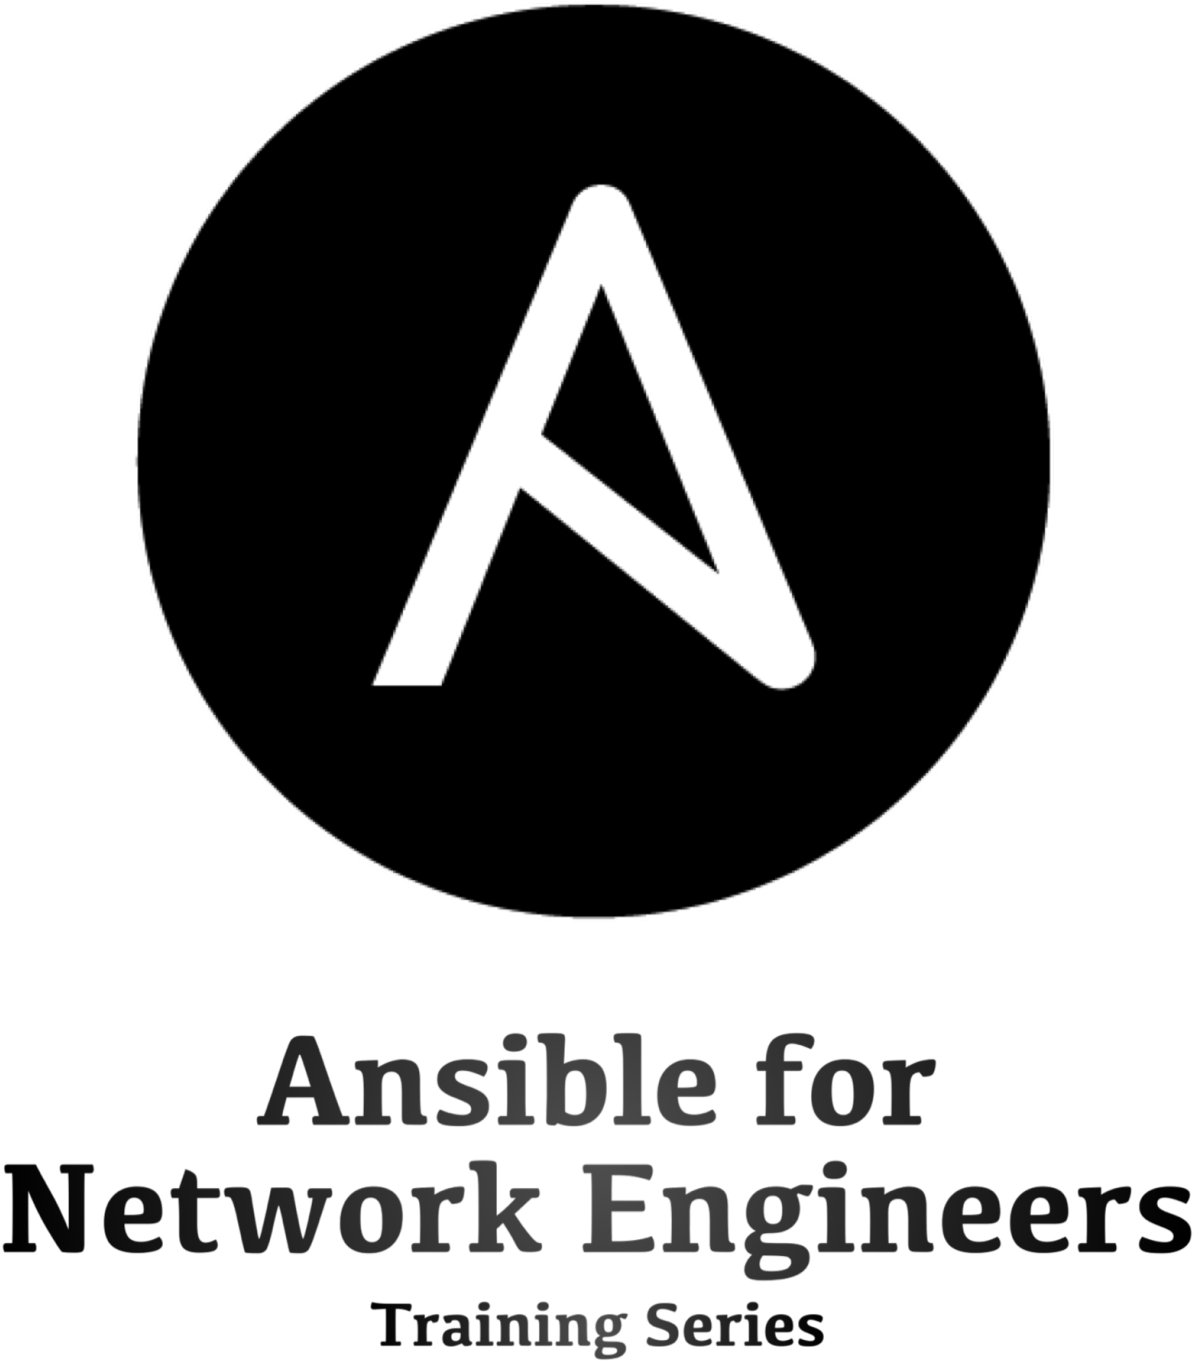 A
Ansible for
Network Engineers
Training Series